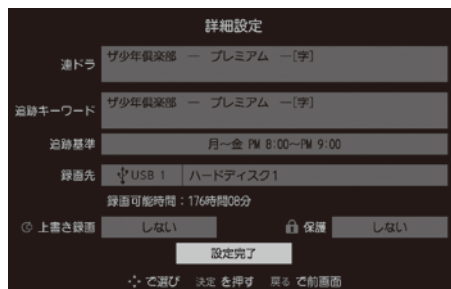 詳細設定
連ドラ ザ少年倶楽部 ― プレミアム ―[字]
追跡キーワード ザ少年倶楽部 ― プレミアム ―[字]
追跡基準 月~金 PM 8:00~PM 9:00
録画先 USB 1 ハードディスク1
録画可能時間:176時間08分
上書き録画 しない 保護 しない
設定完了
で選び 決定 を押す 戻る で前画面